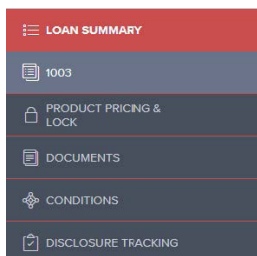 LOAN SUMMARY
1003
PRODUCT PRICING &
LOCK
DOCUMENTS
CONDITIONS
DISCLOSURE TRACKING